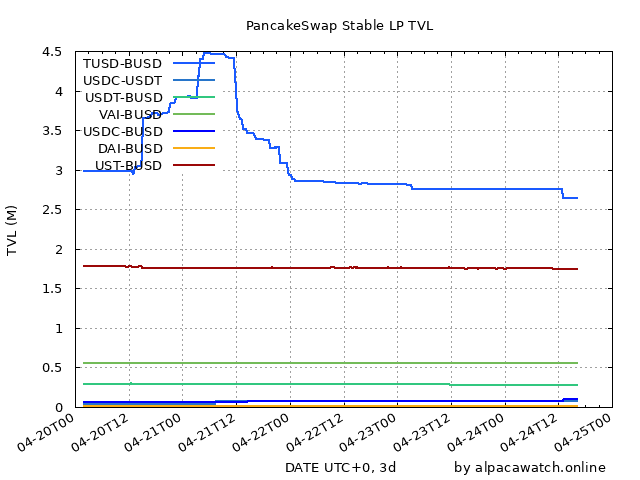 PancakeSwap Stable LP TVL
TVL (M)
4.5
4
3.5
3
2.5
2
1.5
1
0.5
0
TUSD-BUSD
USDC-USDT
USDT-BUSD
VAI-BUSD
USDC-BUSD
DAI-BUSD
UST-BUSD
04-20T00
04-20T12
04-21T00
04-21T12
04-22T00
04-22T12
04-23T00
04-23T12
04-24T00
04-24T12
04-25T00
DATE UTC+0, 3d
by alpacawatch.online